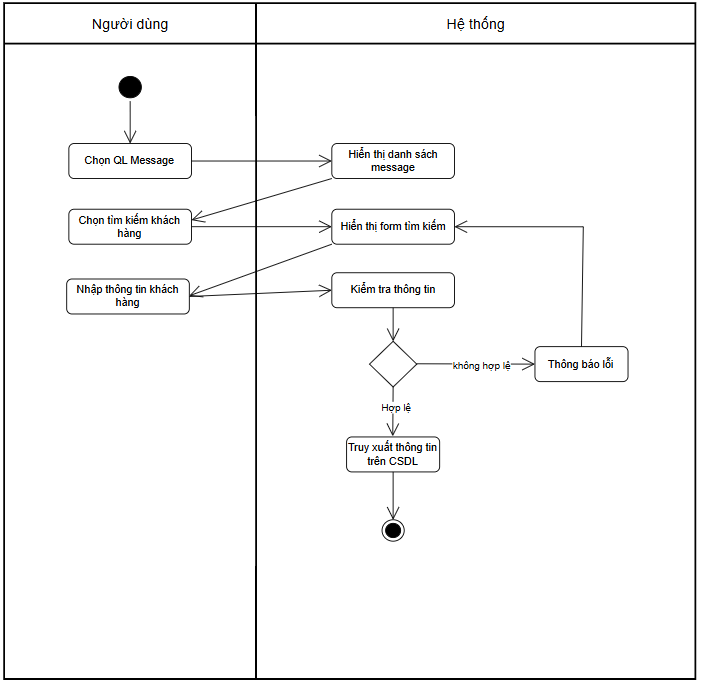 Người dùng
Hệ thống
Chọn QL Message
Hiển thị danh sách
message
Chọn tìm kiếm khách
hàng
Hiển thị form tìm kiếm
Nhập thông tin khách
hàng
Kiểm tra thông tin
không hợp lệ
Thông báo lỗi
Hợp lệ
Truy xuất thông tin
trên CSDL